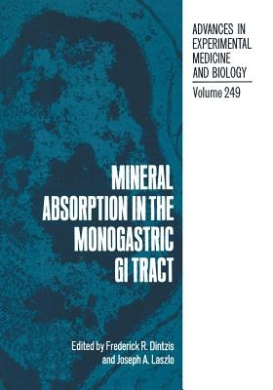 ADVANCES IN
EXPERIMENTAL
MEDICINE
AND BIOLOGY
Volume 249
MINERAL
ABSORPTION IN THE
MONOGASTRIC
GI TRACT
Edited by Frederick R. Dintzis
and Joseph A. Laszlo